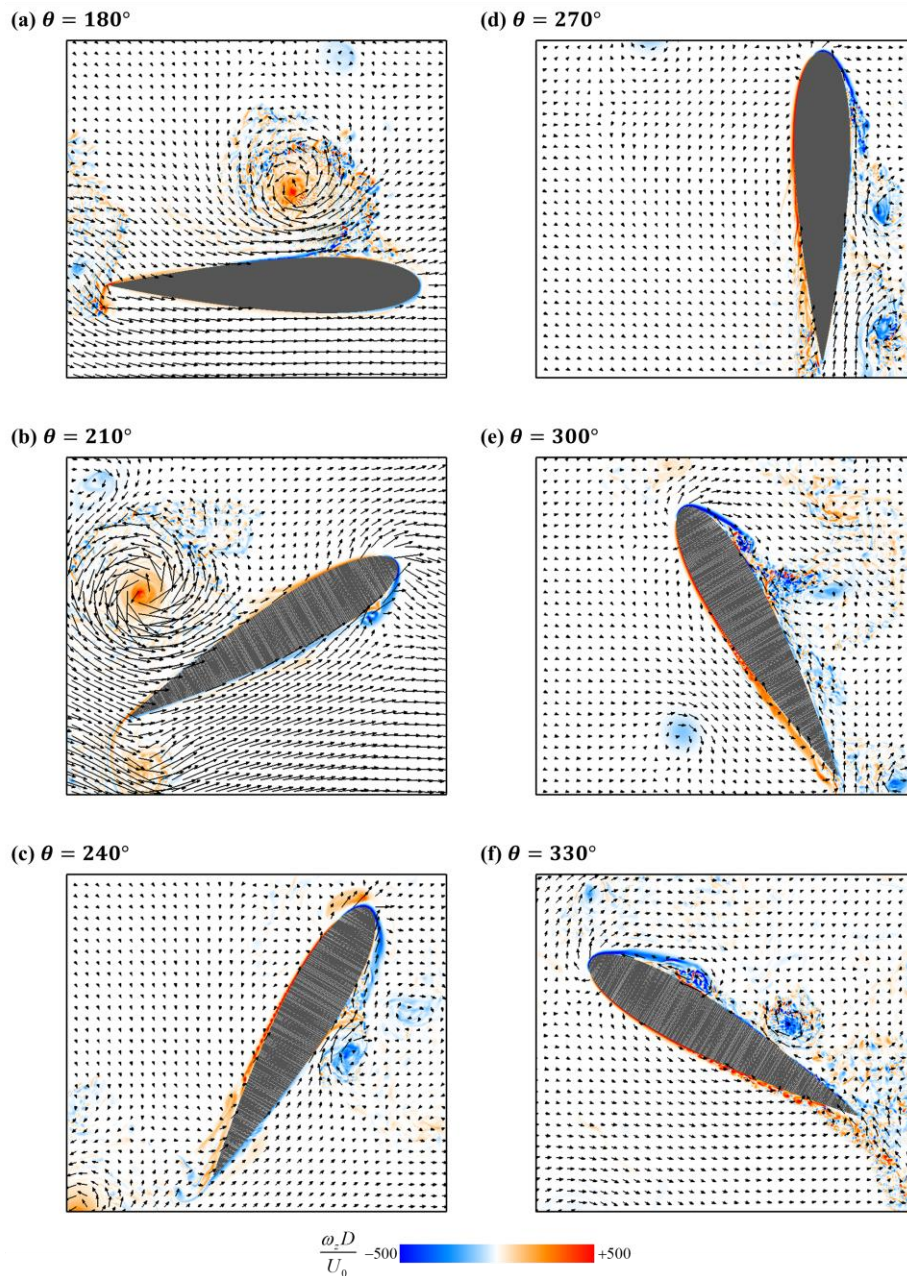 (a) θ = 180°
(d) θ = 270°
(b) θ = 210°
(e) θ = 300°
(c) θ = 240°
(f) θ = 330°
ω_z D / U_0 −500 +500